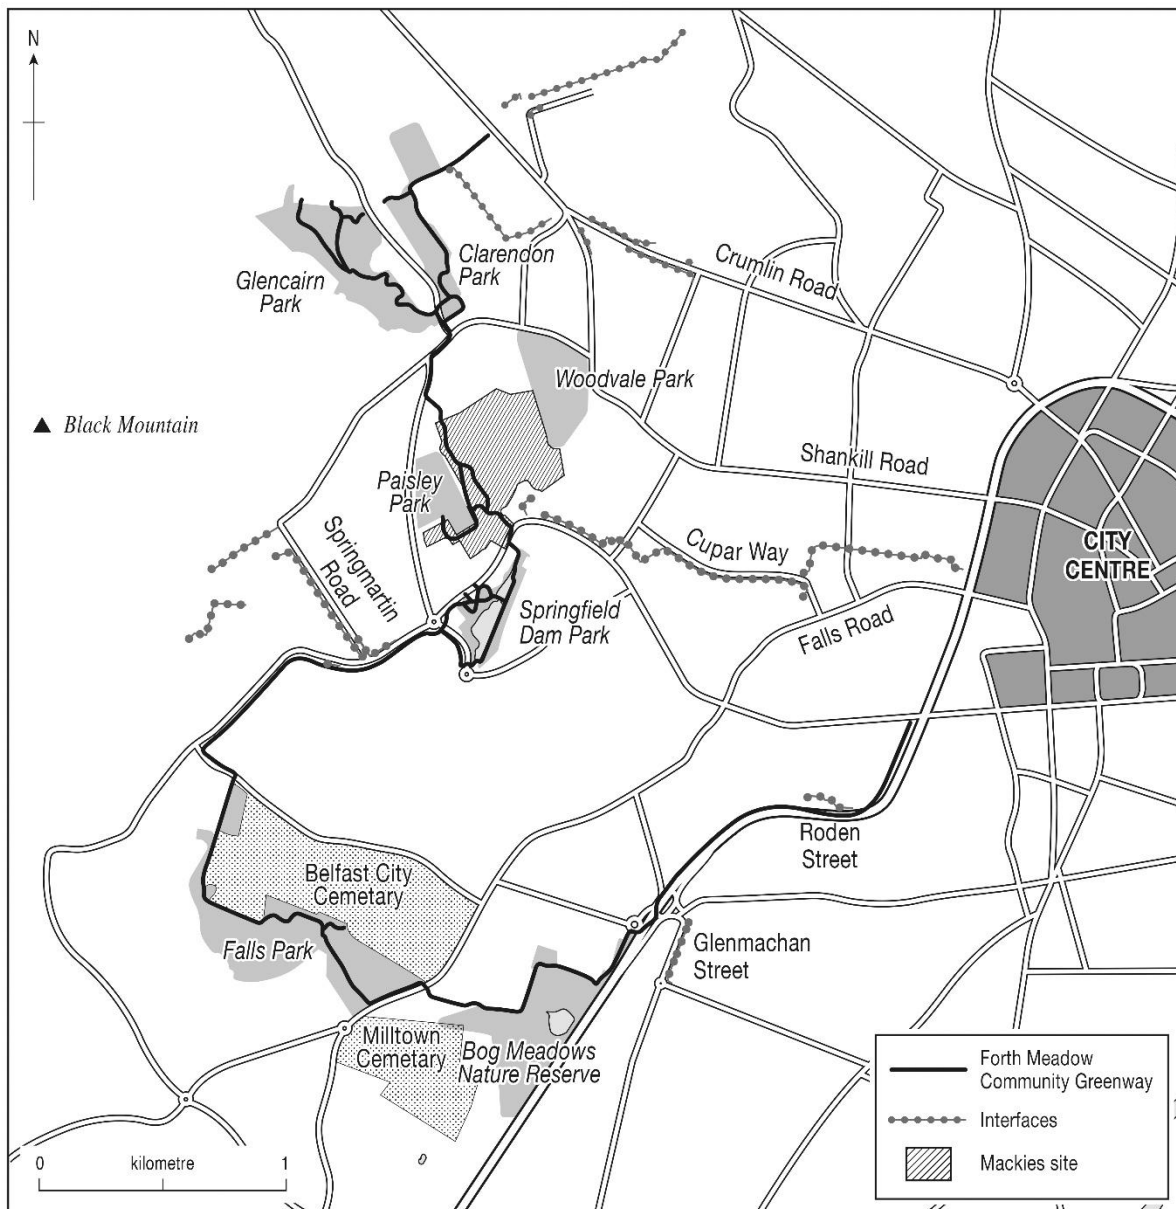 N
Crumlin Road
Clarendon
Park
Glencairn
Park
Woodvale Park
Black Mountain
Shankill Road
Paisley
Park
Springmartin
Road
Cupar Way
CITY
CENTRE
Springfield
Dam Park
Falls Road
Roden
Street
Belfast City
Cemetary
Falls Park
Glenmachan
Street
Milltown
Cemetary
Bog Meadows
Nature Reserve
Forth Meadow
Community Greenway
Interfaces
Mackies site
0 kilometre 1